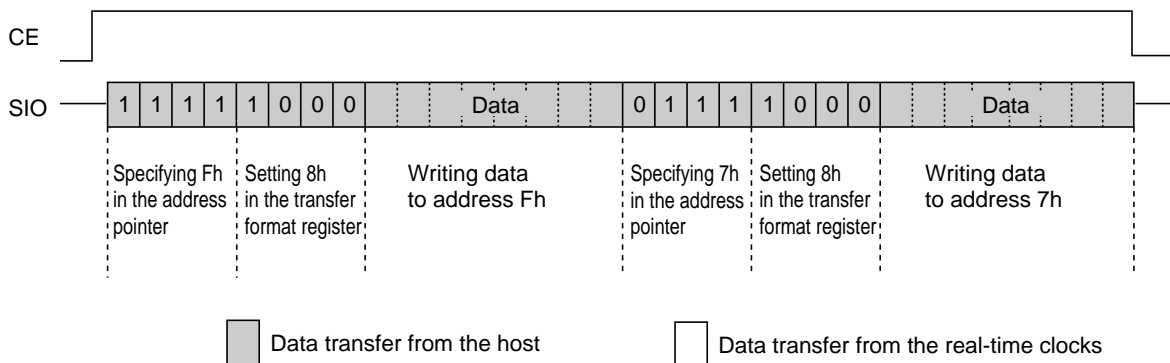 CE
SIO 1 1 1 1 1 0 0 0 Data 0 1 1 1 1 0 0 0 Data
Specifying Fh
in the address
pointer
Setting 8h
in the transfer
format register
Writing data
to address Fh
Specifying 7h
in the address
pointer
Setting 8h
in the transfer
format register
Writing data
to address 7h
Data transfer from the host
Data transfer from the real-time clocks